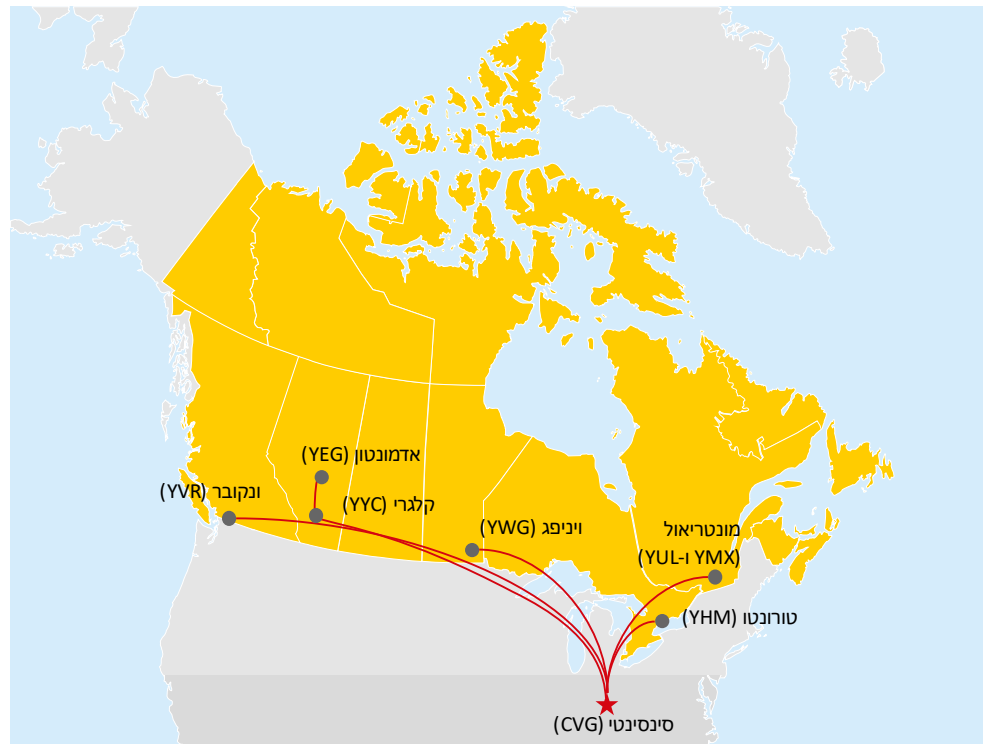 אדמונטון (YEG)
ונקובר (YVR)
קלגרי (YYC)
ויניפג (YWG)
מונטריאול
(YUL ו-YMX)
טורונטו (YHM)
סינסינטי (CVG)